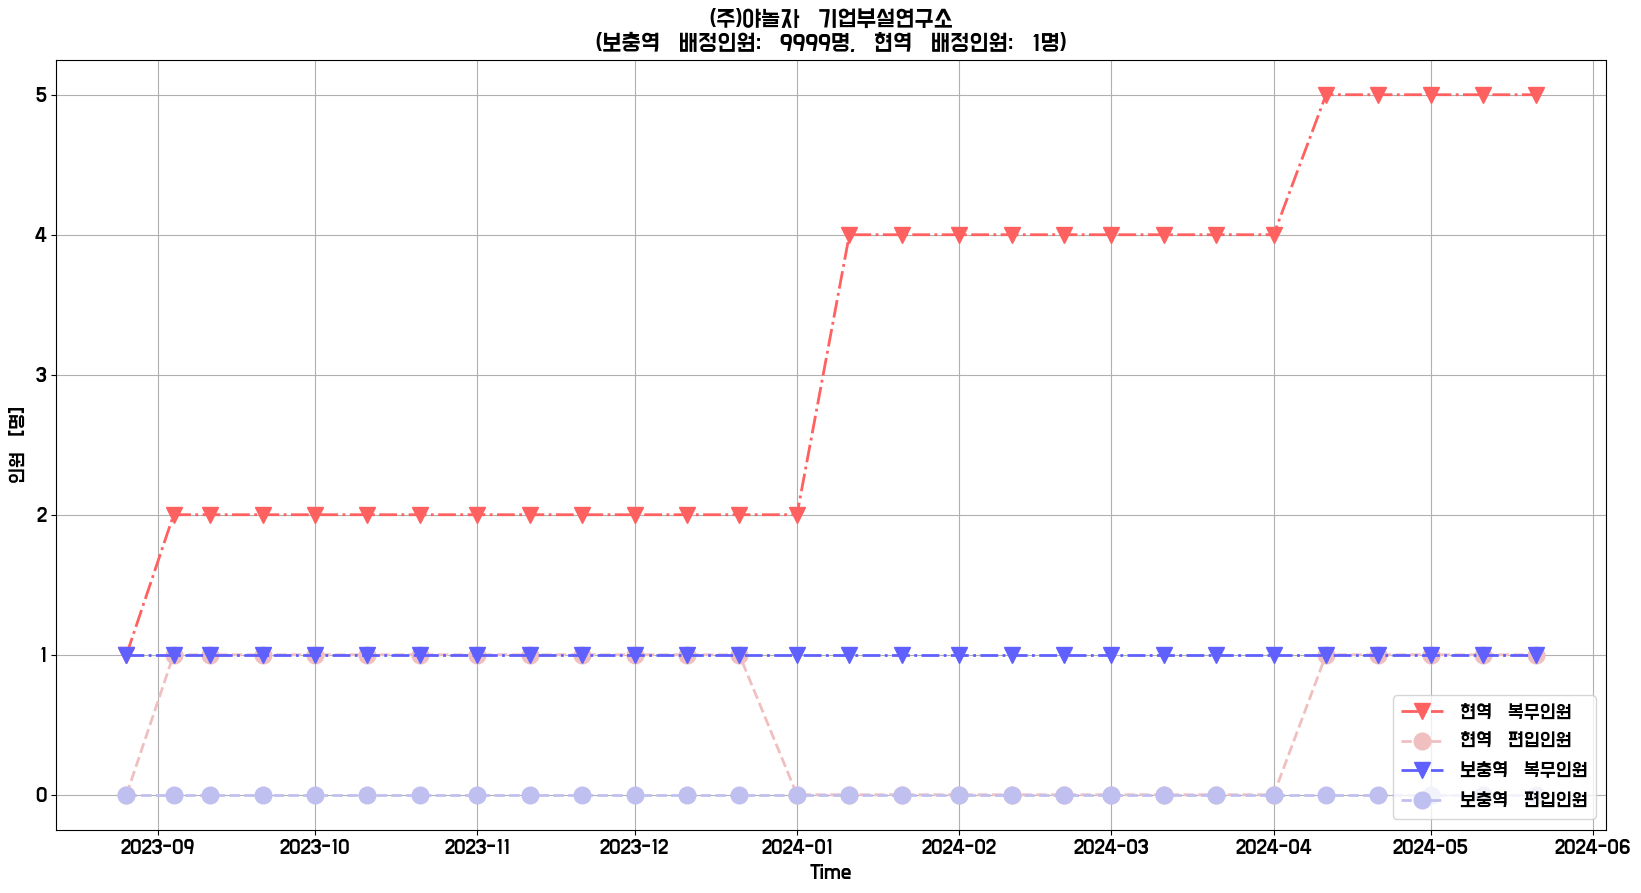 (주)야놀자 기업부설연구소
(보충역 배정인원: 9999명, 현역 배정인원: 1명)
5
4
3
2
1
0
인원 [명]
현역 복무인원
현역 편입인원
보충역 복무인원
보충역 편입인원
2023-09 2023-10 2023-11 2023-12 2024-01 2024-02 2024-03 2024-04 2024-05 2024-06
Time